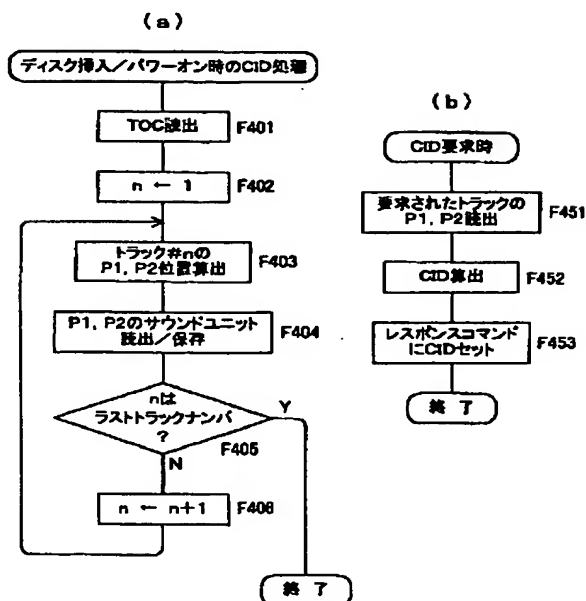 (a)
ディスク挿入／パワーオン時のCID処理
TOC読出 F401
n ← 1 F402
トラック#nの
P1, P2位置算出 F403
P1, P2のサウンドユニット
読出／保存 F404
nは
ラストトラックナンバ
?
Y
F405
N
n ← n+1 F406
終了
(b)
CID要求時
要求されたトラックの
P1, P2読出 F451
CID算出 F452
レスポンスコマンド
にCIDセット F453
終了